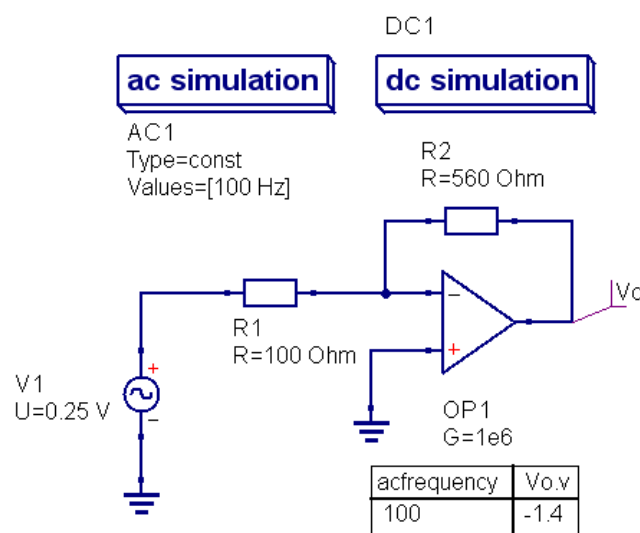 DC1
ac simulation
dc simulation
AC1
Type=const
Values=[100 Hz]
R2
R=560 Ohm
Vo
R1
R=100 Ohm
V1
U=0.25 V
OP1
G=1e6
acfrequency Vo.v
100 -1.4